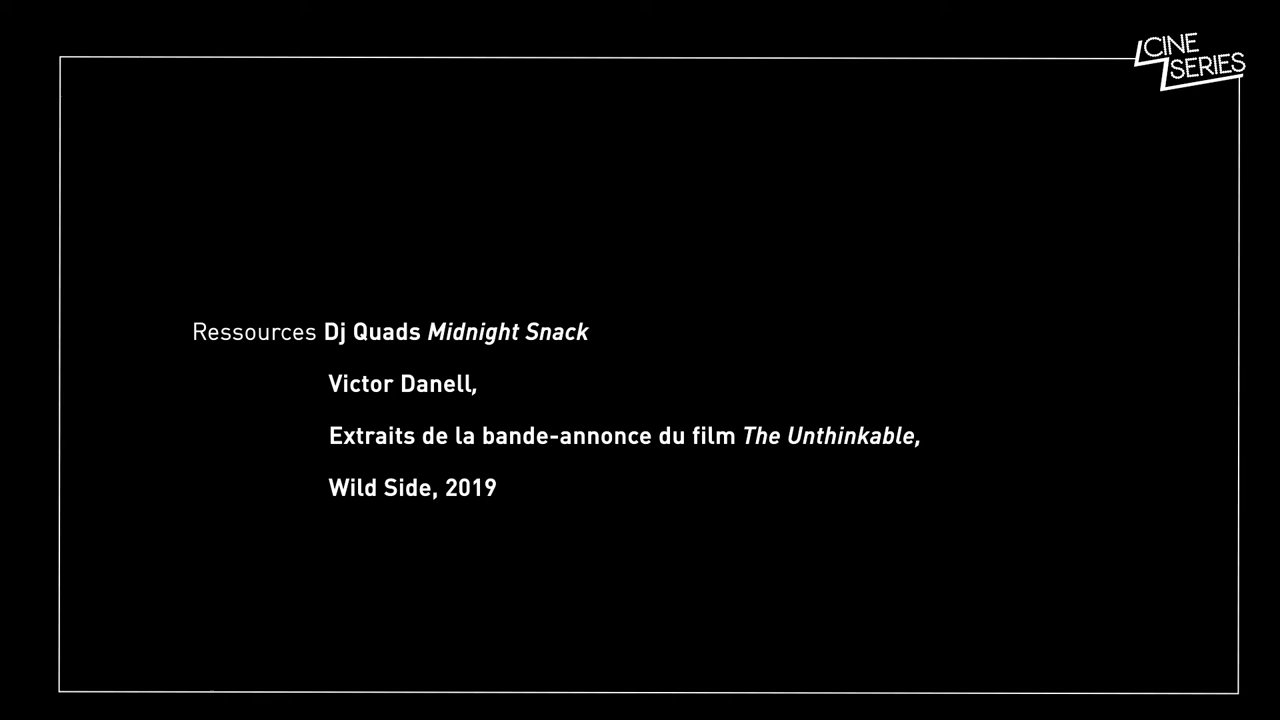 CINE
SERIES
Ressources Dj Quads Midnight Snack
Victor Danell,
Extraits de la bande-annonce du film The Unthinkable,
Wild Side, 2019